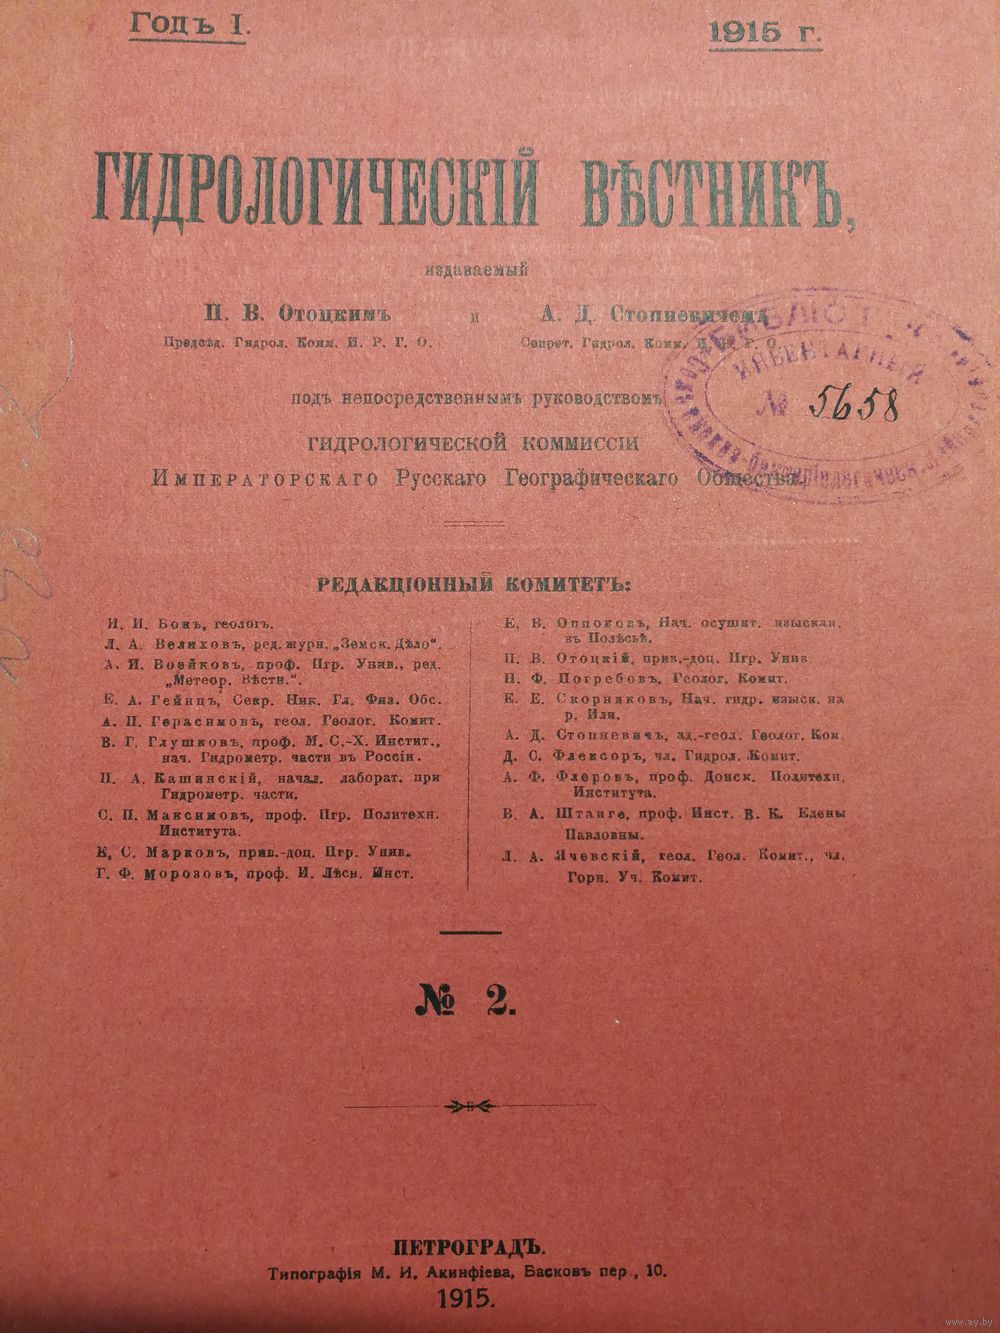 Годъ I.
1915 г.
ГИДРОЛОГИЧЕСКІЙ ВѢСТНИКЪ,
издаваемый
П. В. Отоцкимъ и А. Д. Стопневичемъ
Предсѣд. Гидрол. Комм. И. Р. Г. О.
Секрет. Гидрол. Комм. И. Р. Г. О.
подъ непосредственнымъ руководствомъ
ГИДРОЛОГИЧЕСКОЙ КОММИССІИ
Императорскаго Русскаго Географическаго Общества.
ИНВЕНТАРНЫЙ
№ 5658
РЕДАКЦІОННЫЙ КОМИТЕТЪ:
И. И. Бокъ, геологъ.
Л. А. Велиховъ, ред. журн. „Земск. Дѣло“.
А. И. Воейковъ, проф. Пгр. Унив., ред.
„Метеор. Вѣстн.“.
Е. А. Гейнцъ, Секр. Ник. Гл. Физ. Обс.
А. П. Герасимовъ, геол. Геолог. Комит.
В. Г. Глушковъ, проф. М. С.-Х. Инстит.,
нач. Гидрометр. части въ Россіи.
П. А. Кашинскій, начал. лаборат. при
Гидрометр. части.
С. П. Максимовъ, проф. Пгр. Политехн.
Института.
К. С. Марковъ, прив.-доц. Пгр. Унив.
Г. Ф. Морозовъ, проф. И. Лѣсн. Инст.
Е. В. Оппоковъ, Нач. осушит. изыскан.
въ Полѣсьѣ.
П. В. Отоцкій, прив.-доц. Пгр. Унив.
Н. Ф. Погребовъ, Геолог. Комит.
К. Е. Скорняковъ, Нач. гидр. изыск. на
р. Или.
А. Д. Стопневичъ, ад.-геол. Геолог. Ком.
Д. С. Флексоръ, чл. Гидрол. Комит.
А. Ф. Флеровъ, проф. Донск. Политехн.
Института.
В. А. Штанге, проф. Инст. В. К. Елены
Павловны.
Л. А. Ячевскій, геол. Геол. Комит., чл.
Горн. Уч. Комит.
№ 2.
ПЕТРОГРАДЪ.
Типографія М. И. Акинфіева, Басковъ пер., 10.
1915.
www.ay.by